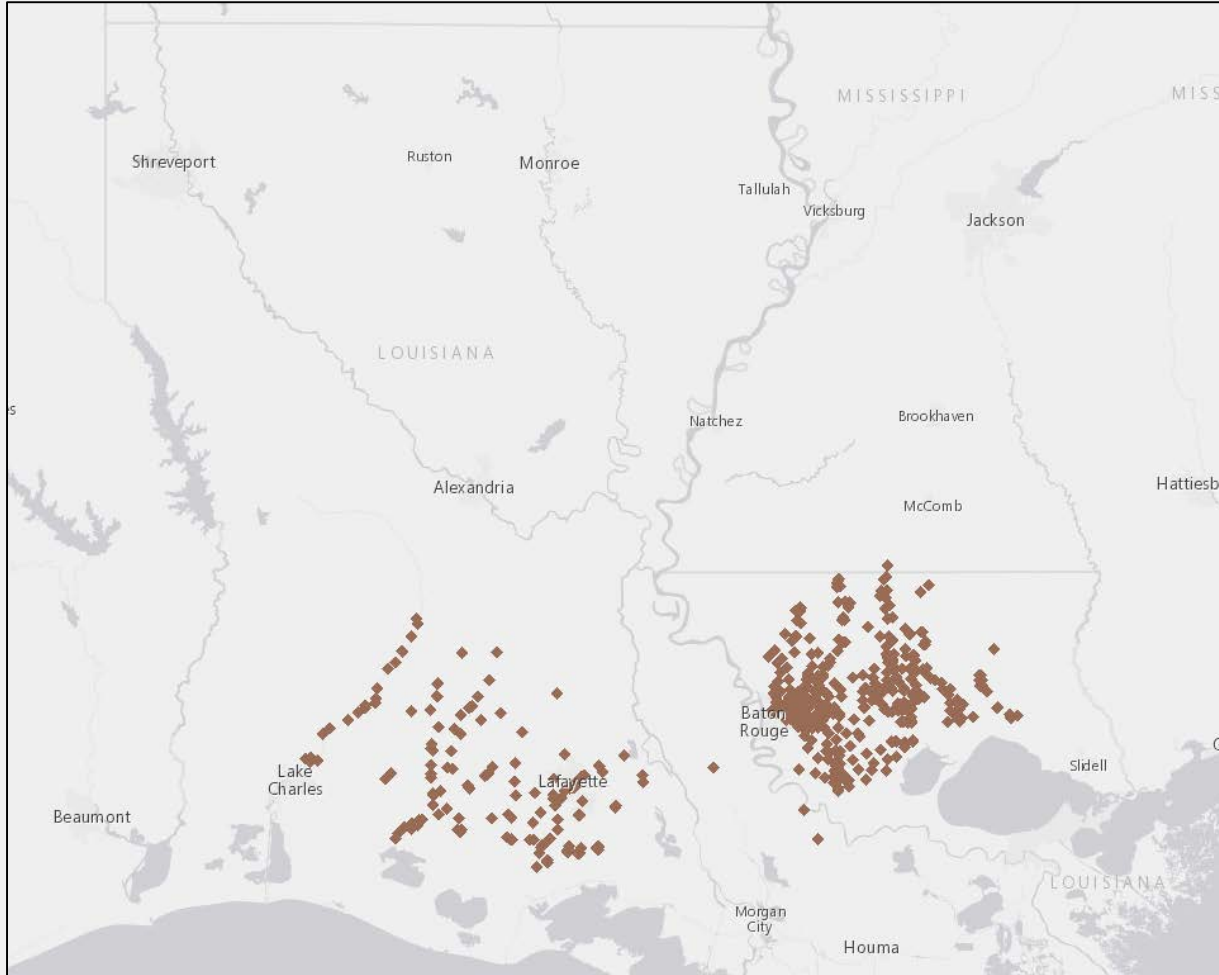 MISSISSIPPI
MISS
Shreveport
Ruston
Monroe
Tallulah
Vicksburg
Jackson
LOUISIANA
es
Natchez
Brookhaven
Alexandria
Hattiesb
McComb
Baton
Rouge
Lake
Charles
Lafayette
Slidell
Beaumont
LOUISIANA
Morgan
City
Houma